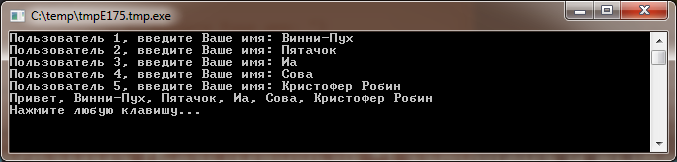 C:\temp\tmpE175.tmp.exe
Пользователь 1, введите Ваше имя: Винни-Пух
Пользователь 2, введите Ваше имя: Пятачок
Пользователь 3, введите Ваше имя: Иа
Пользователь 4, введите Ваше имя: Сова
Пользователь 5, введите Ваше имя: Кристофер Робин
Привет, Винни-Пух, Пятачок, Иа, Сова, Кристофер Робин
Нажмите любую клавишу...